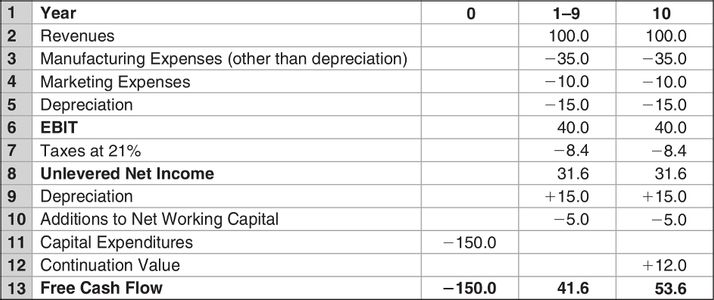 1 Year 0 1–9 10
2 Revenues 100.0 100.0
3 Manufacturing Expenses (other than depreciation) −35.0 −35.0
4 Marketing Expenses −10.0 −10.0
5 Depreciation −15.0 −15.0
6 EBIT 40.0 40.0
7 Taxes at 21% −8.4 −8.4
8 Unlevered Net Income 31.6 31.6
9 Depreciation +15.0 +15.0
10 Additions to Net Working Capital −5.0 −5.0
11 Capital Expenditures −150.0
12 Continuation Value +12.0
13 Free Cash Flow −150.0 41.6 53.6